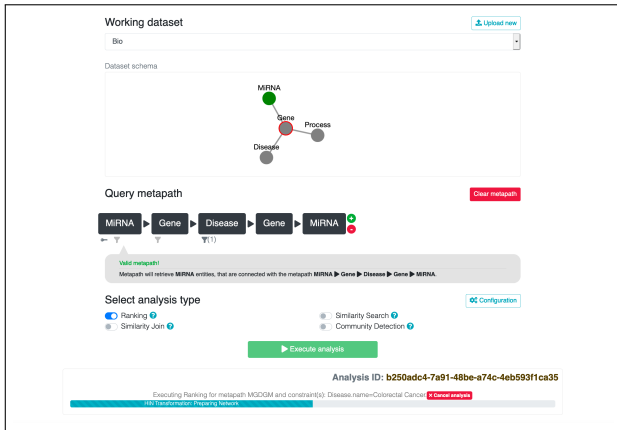 Working dataset
Upload new
Bio
Dataset schema
MiRNA
Gene
Process
Disease
Query metapath
Clear metapath
MiRNA Gene Disease Gene MiRNA
(1)
Valid metapath!
Metapath will retrieve MiRNA entities, that are connected with the metapath MiRNA ▶ Gene ▶ Disease ▶ Gene ▶ MiRNA.
Select analysis type
Configuration
Ranking
Similarity Search
Similarity Join
Community Detection
Execute analysis
Analysis ID: b250adc4-7a91-48be-a74c-4eb593f1ca35
Executing Ranking for metapath MGDGM and constraint(s): Disease.name=Colorectal Cancer × Cancel analysis
HIN Transformation: Preparing Network